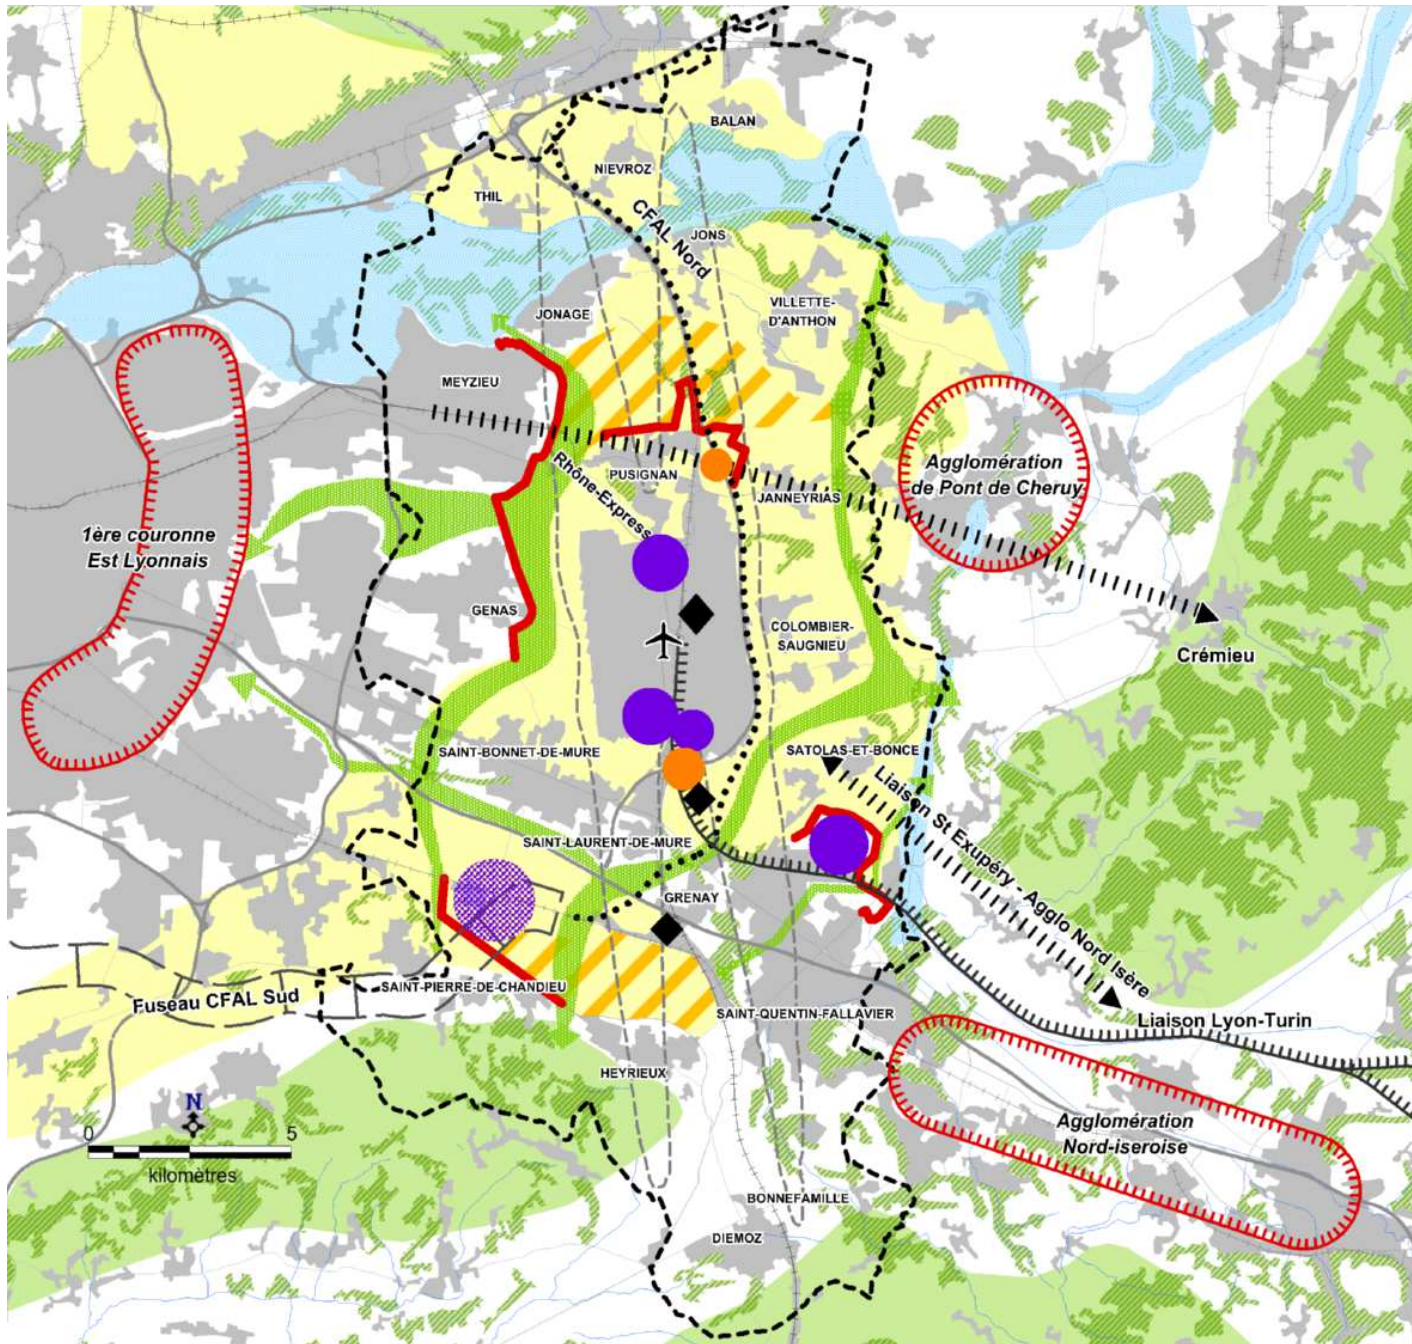 BALAN
NIEVROZ
THIL
CFAL Nord
JONS
VILLETTE-
D'ANTHON
JONAGE
MEYZIEU
Agglomération
de Pont de Cheruy
Rhône-Express
PUSIGNAN
JANNEYRIAS
1ère couronne
Est Lyonnais
GENAS
COLOMBIER-
SAUGNIEU
Crémieu
SAINT-BONNET-DE-MURE
SATOLAS-ET-BONCE
Liaison St Exupéry - Agglo Nord Isère
SAINT-LAURENT-DE-MURE
GRENAY
SAINT-PIERRE-DE-CHANDIEU
Fuseau CFAL Sud
SAINT-QUENTIN-FALLAVIER
Liaison Lyon-Turin
HEYRIEUX
N
0 5
kilomètres
Agglomération
Nord-iseroise
BONNEFAMILLE
DIEMOZ